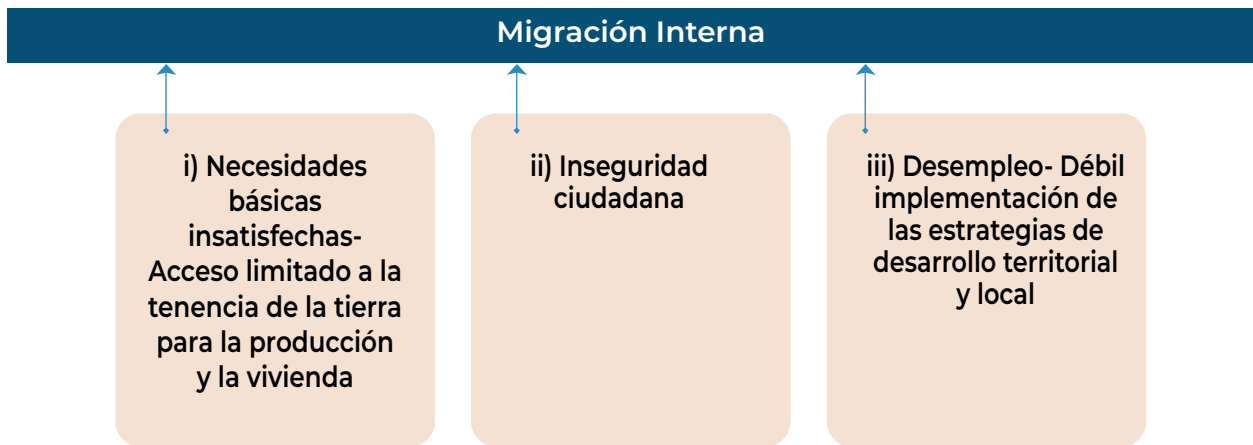 Migración Interna
i) Necesidades
básicas
insatisfechas-
Acceso limitado a la
tenencia de la tierra
para la producción
y la vivienda
ii) Inseguridad
ciudadana
iii) Desempleo- Débil
implementación de
las estrategias de
desarrollo territorial
y local